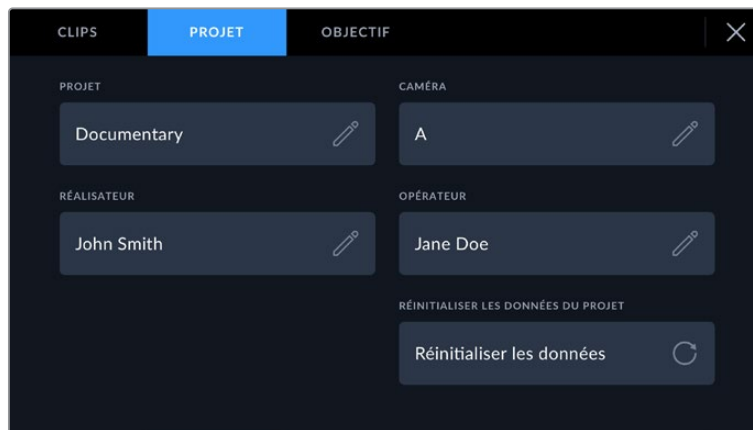 CLIPS PROJET OBJECTIF
PROJET CAMÉRA
Documentary A
RÉALISATEUR OPÉRATEUR
John Smith Jane Doe
RÉINITIALISER LES DONNÉES DU PROJET
Réinitialiser les données